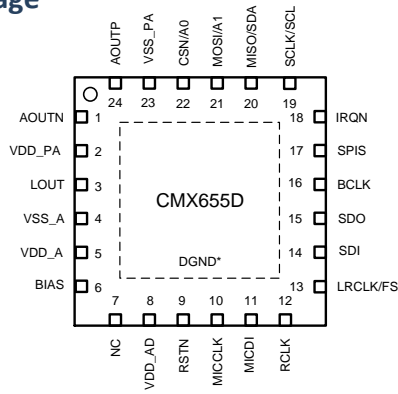 age
AOUTP
VSS_PA
CSN/A0
MOSI/A1
MISO/SDA
SCLK/SCL
24
23
22
21
20
19
AOUTN 1
VDD_PA 2
LOUT 3
VSS_A 4
VDD_A 5
BIAS 6
18 IRQN
17 SPIS
16 BCLK
15 SDO
14 SDI
13 LRCLK/FS
CMX655D
DGND*
7
8
9
10
11
12
NC
VDD_AD
RSTN
MICCLK
MICDI
RCLK